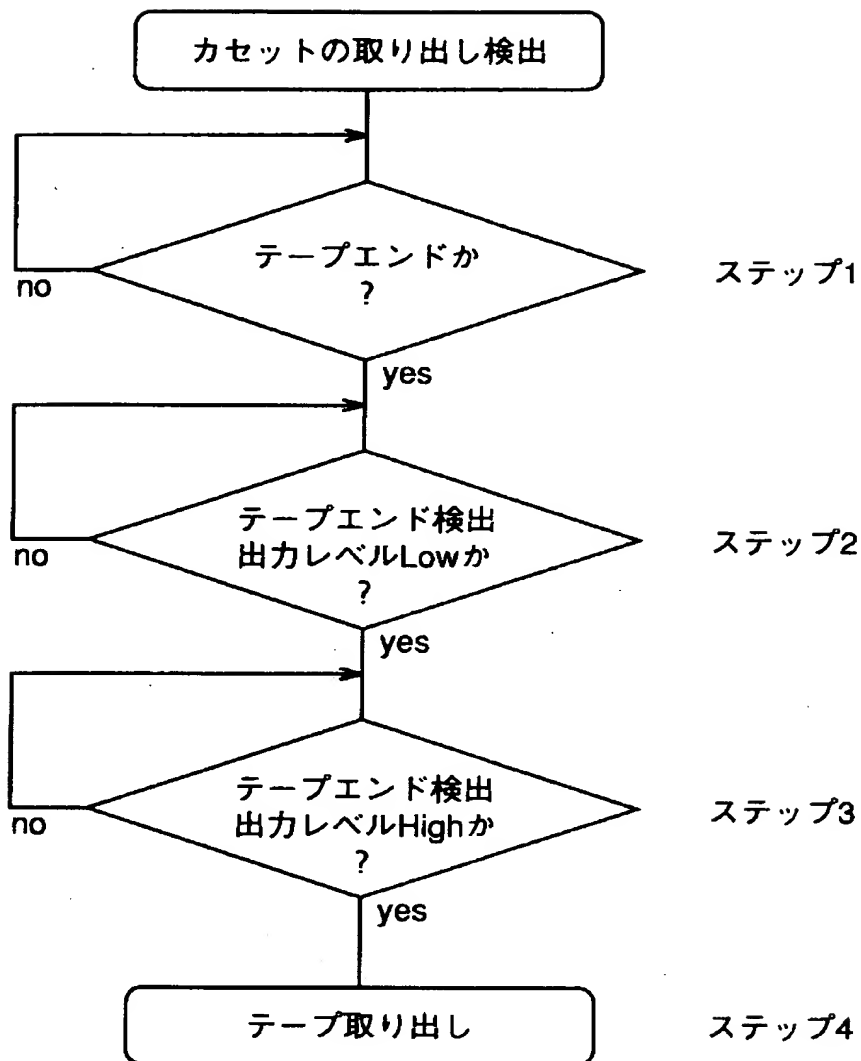 カセットの取り出し検出
テープエンドか
?
ステップ1
no
yes
テープエンド検出
出力レベルLowか
?
ステップ2
no
yes
テープエンド検出
出力レベルHighか
?
ステップ3
no
yes
テープ取り出し
ステップ4